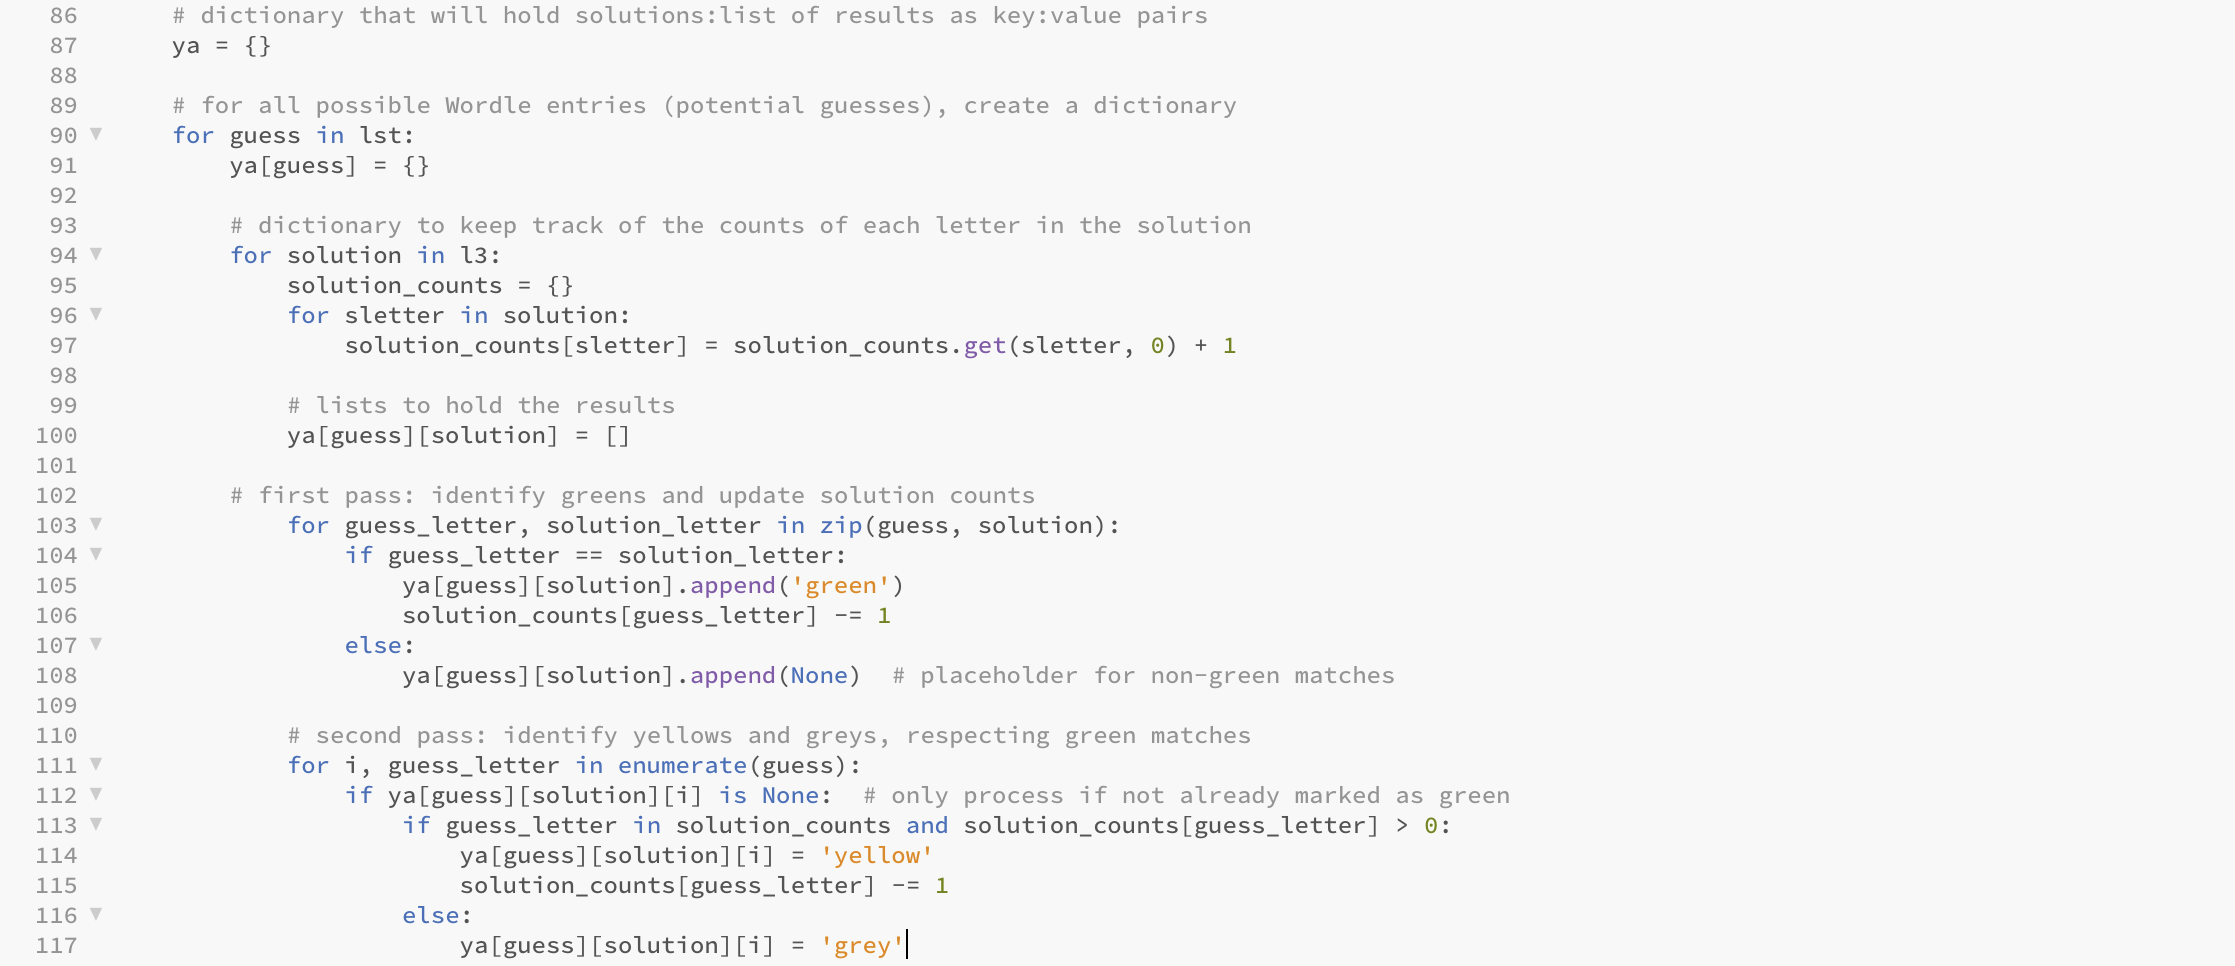 86 # dictionary that will hold solutions:list of results as key:value pairs
87 ya = {}
88
89 # for all possible Wordle entries (potential guesses), create a dictionary
90 for guess in lst:
91     ya[guess] = {}
92
93     # dictionary to keep track of the counts of each letter in the solution
94     for solution in l3:
95         solution_counts = {}
96         for sletter in solution:
97             solution_counts[sletter] = solution_counts.get(sletter, 0) + 1
98
99         # lists to hold the results
100         ya[guess][solution] = []
101
102     # first pass: identify greens and update solution counts
103         for guess_letter, solution_letter in zip(guess, solution):
104             if guess_letter == solution_letter:
105                 ya[guess][solution].append('green')
106                 solution_counts[guess_letter] -= 1
107             else:
108                 ya[guess][solution].append(None)  # placeholder for non-green matches
109
110         # second pass: identify yellows and greys, respecting green matches
111         for i, guess_letter in enumerate(guess):
112             if ya[guess][solution][i] is None:  # only process if not already marked as green
113                 if guess_letter in solution_counts and solution_counts[guess_letter] > 0:
114                     ya[guess][solution][i] = 'yellow'
115                     solution_counts[guess_letter] -= 1
116                 else:
117                     ya[guess][solution][i] = 'grey'